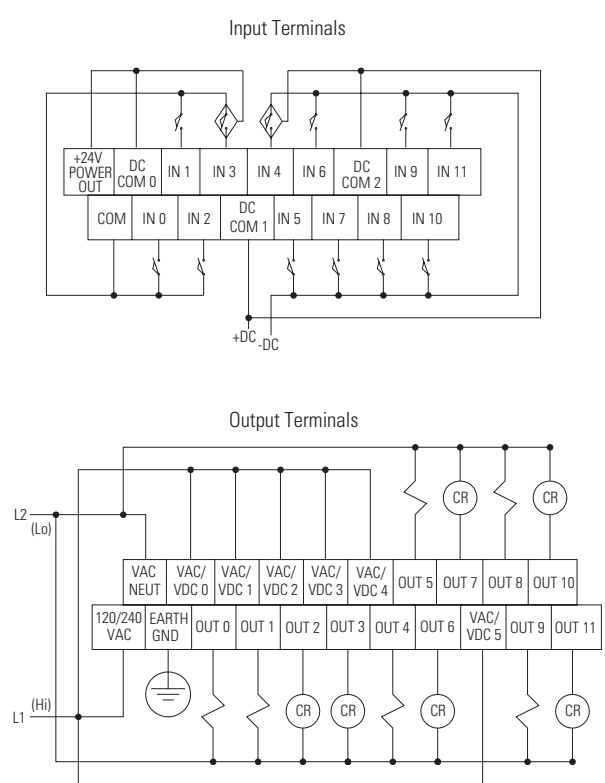 Input Terminals
+24V
POWER
OUT
DC
COM 0
IN 1
IN 3
IN 4
IN 6
DC
COM 2
IN 9
IN 11
COM
IN 0
IN 2
DC
COM 1
IN 5
IN 7
IN 8
IN 10
+DC
-DC
Output Terminals
CR
CR
L2
(Lo)
VAC
NEUT
VAC/
VDC 0
VAC/
VDC 1
VAC/
VDC 2
VAC/
VDC 3
VAC/
VDC 4
OUT 5
OUT 7
OUT 8
OUT 10
120/240
VAC
EARTH
GND
OUT 0
OUT 1
OUT 2
OUT 3
OUT 4
OUT 6
VAC/
VDC 5
OUT 9
OUT 11
L1
(Hi)
CR
CR
CR
CR